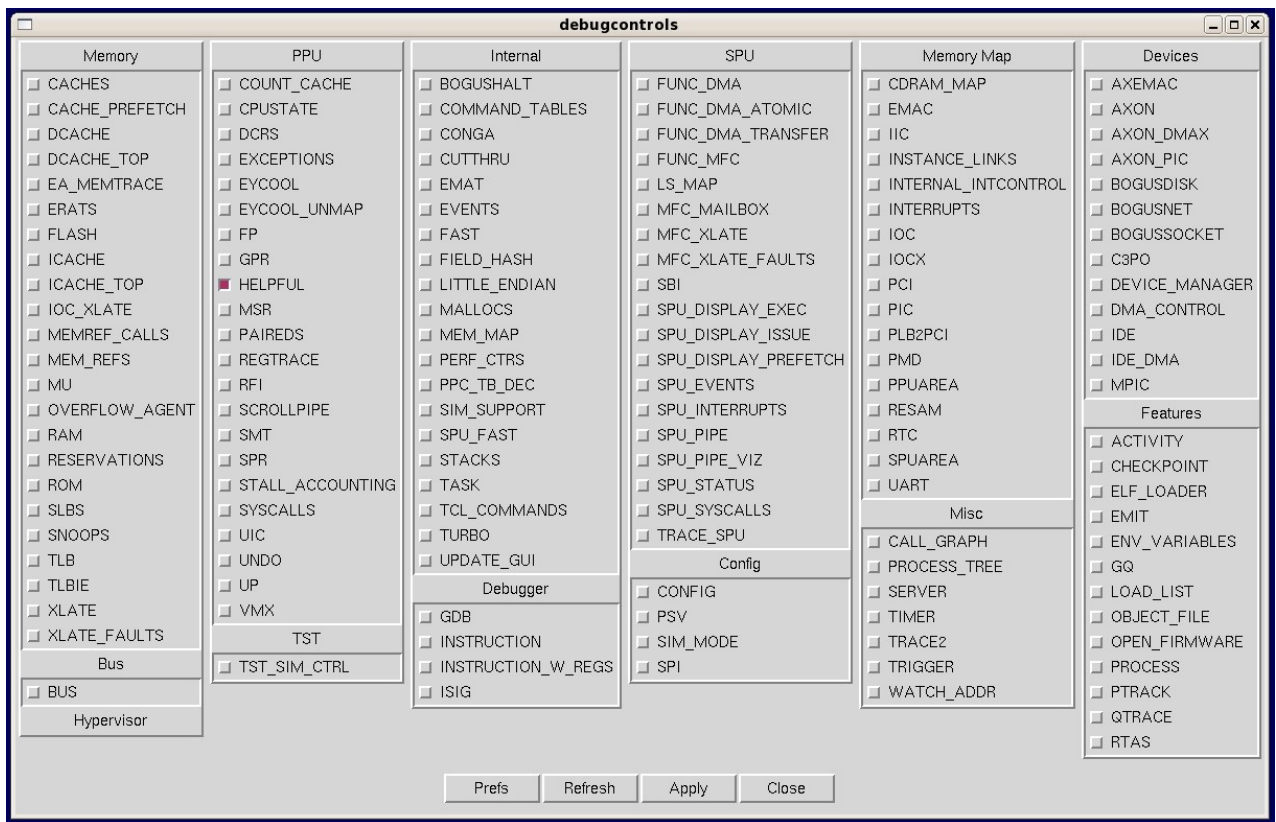 debugcontrols
Memory
CACHES
CACHE_PREFETCH
DCACHE
DCACHE_TOP
EA_MEMTRACE
ERATS
FLASH
ICACHE
ICACHE_TOP
IOC_XLATE
MEMREF_CALLS
MEM_REFS
MU
OVERFLOW_AGENT
RAM
RESERVATIONS
ROM
SLBS
SNOOPS
TLB
TLBIE
XLATE
XLATE_FAULTS
Bus
BUS
Hypervisor
PPU
COUNT_CACHE
CPUSTATE
DCRS
EXCEPTIONS
EYCOOL
EYCOOL_UNMAP
FP
GPR
HELPFUL
MSR
PAIREDS
REGTRACE
RFI
SCROLLPIPE
SMT
SPR
STALL_ACCOUNTING
SYSCALLS
UIC
UNDO
UP
VMX
TST
TST_SIM_CTRL
Internal
BOGUSHALT
COMMAND_TABLES
CONGA
CUTTHRU
EMAT
EVENTS
FAST
FIELD_HASH
LITTLE_ENDIAN
MALLOCS
MEM_MAP
PERF_CTRS
PPC_TB_DEC
SIM_SUPPORT
SPU_FAST
STACKS
TASK
TCL_COMMANDS
TURBO
UPDATE_GUI
Debugger
GDB
INSTRUCTION
INSTRUCTION_W_REGS
ISIG
SPU
FUNC_DMA
FUNC_DMA_ATOMIC
FUNC_DMA_TRANSFER
FUNC_MFC
LS_MAP
MFC_MAILBOX
MFC_XLATE
MFC_XLATE_FAULTS
SBI
SPU_DISPLAY_EXEC
SPU_DISPLAY_ISSUE
SPU_DISPLAY_PREFETCH
SPU_EVENTS
SPU_INTERRUPTS
SPU_PIPE
SPU_PIPE_VIZ
SPU_STATUS
SPU_SYSCALLS
TRACE_SPU
Config
CONFIG
PSV
SIM_MODE
SPI
Memory Map
CDRAM_MAP
EMAC
IIC
INSTANCE_LINKS
INTERNAL_INTCONTROL
INTERRUPTS
IOC
IOCX
PCI
PIC
PLB2PCI
PMD
PPUAREA
RESAM
RTC
SPUAREA
UART
Misc
CALL_GRAPH
PROCESS_TREE
SERVER
TIMER
TRACE2
TRIGGER
WATCH_ADDR
Devices
AXEMAC
AXON
AXON_DMAX
AXON_PIC
BOGUSDISK
BOGUSNET
BOGUSSOCKET
C3PO
DEVICE_MANAGER
DMA_CONTROL
IDE
IDE_DMA
MPIC
Features
ACTIVITY
CHECKPOINT
ELF_LOADER
EMIT
ENV_VARIABLES
GQ
LOAD_LIST
OBJECT_FILE
OPEN_FIRMWARE
PROCESS
PTRACK
QTRACE
RTAS
Prefs Refresh Apply Close